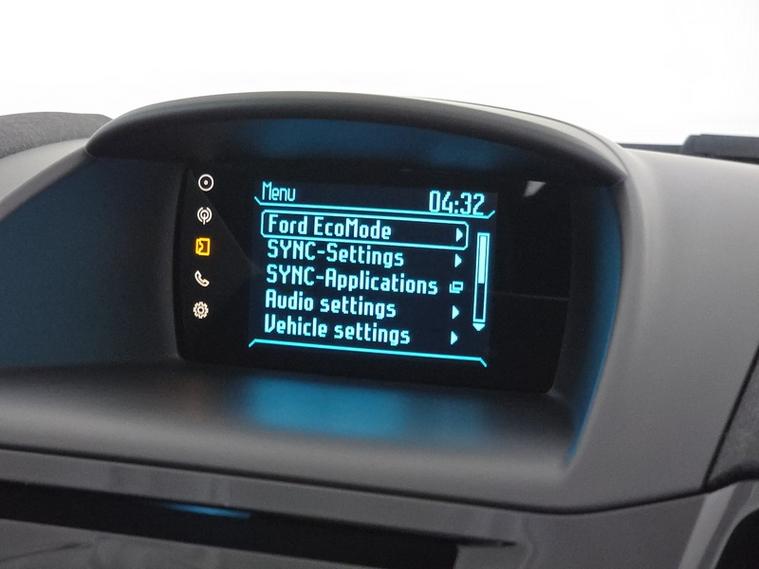 Menu 04:32
Ford EcoMode
SYNC-Settings
SYNC-Applications
Audio settings
Vehicle settings